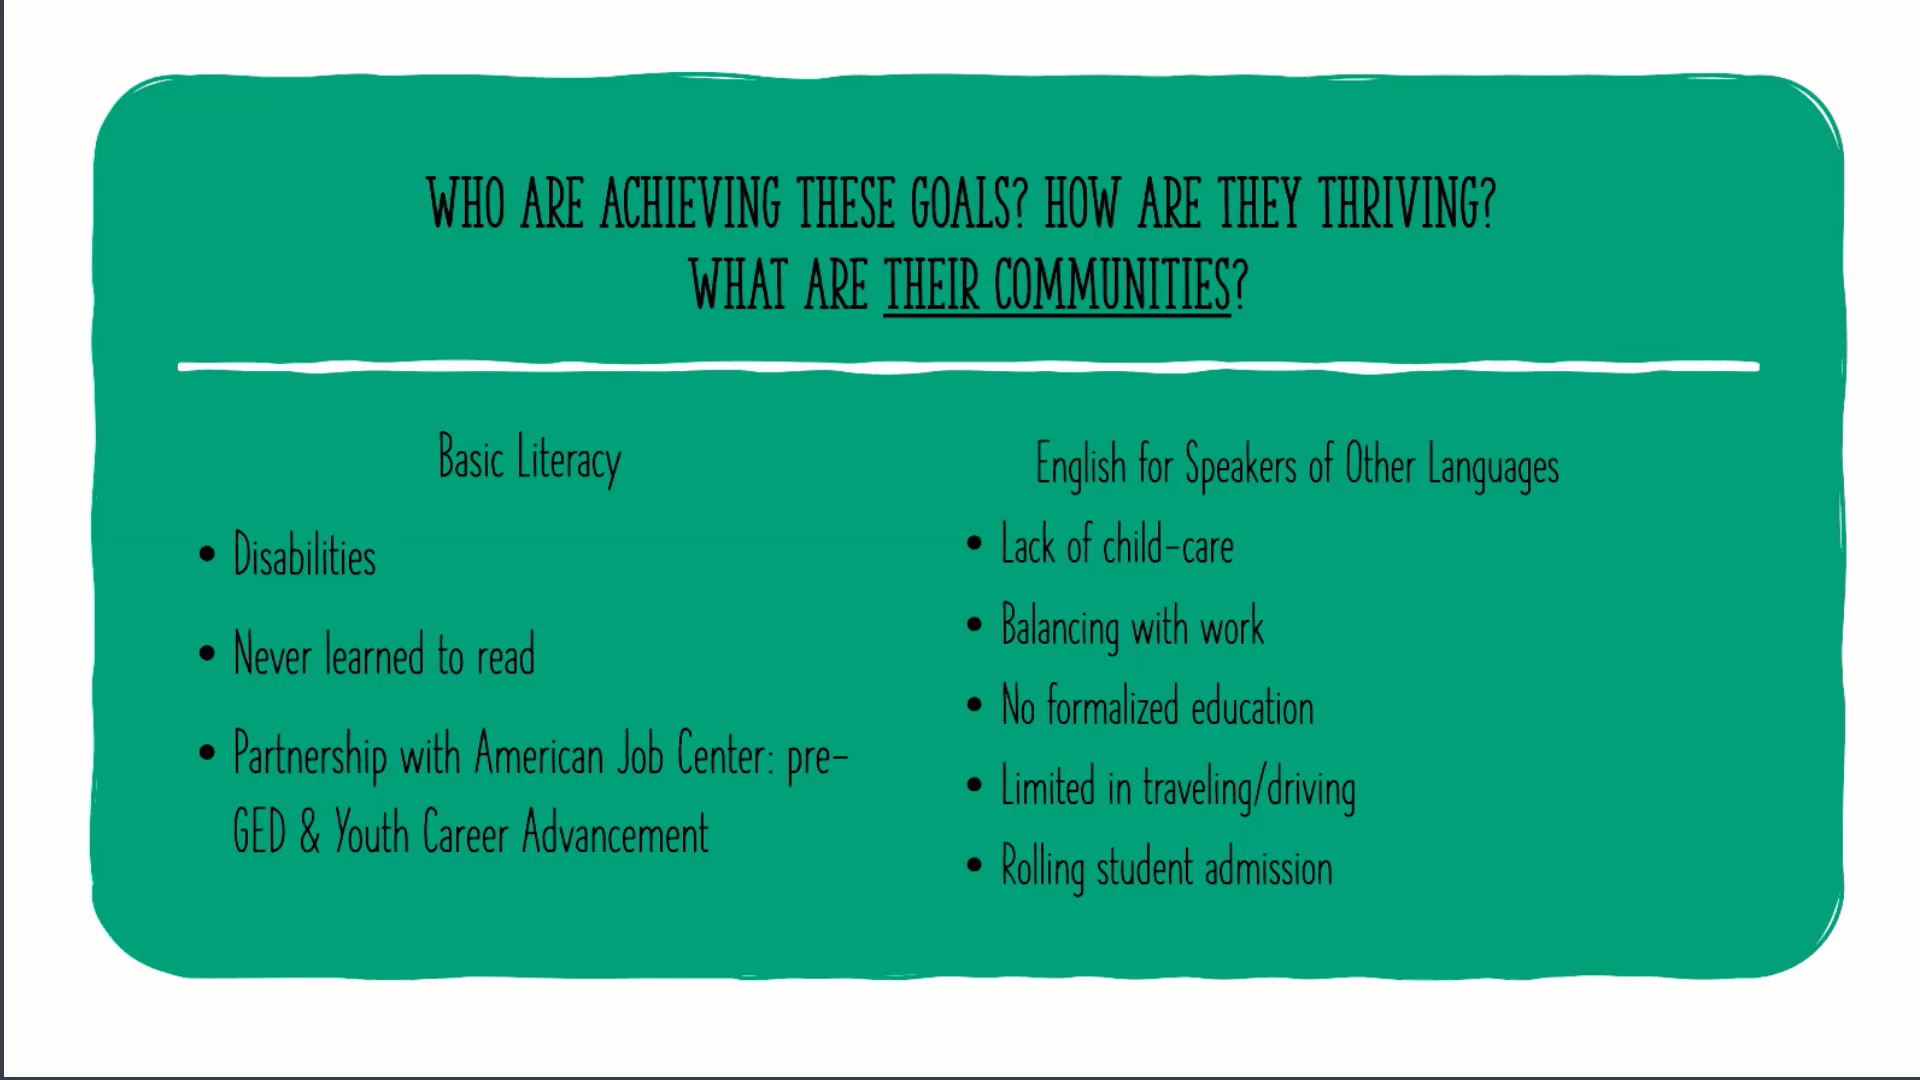 WHO ARE ACHIEVING THESE GOALS? HOW ARE THEY THRIVING?
WHAT ARE THEIR COMMUNITIES?
Basic Literacy
• Disabilities
• Never learned to read
• Partnership with American Job Center: pre-
GED & Youth Career Advancement
English for Speakers of Other Languages
• Lack of child-care
• Balancing with work
• No formalized education
• Limited in traveling/driving
• Rolling student admission